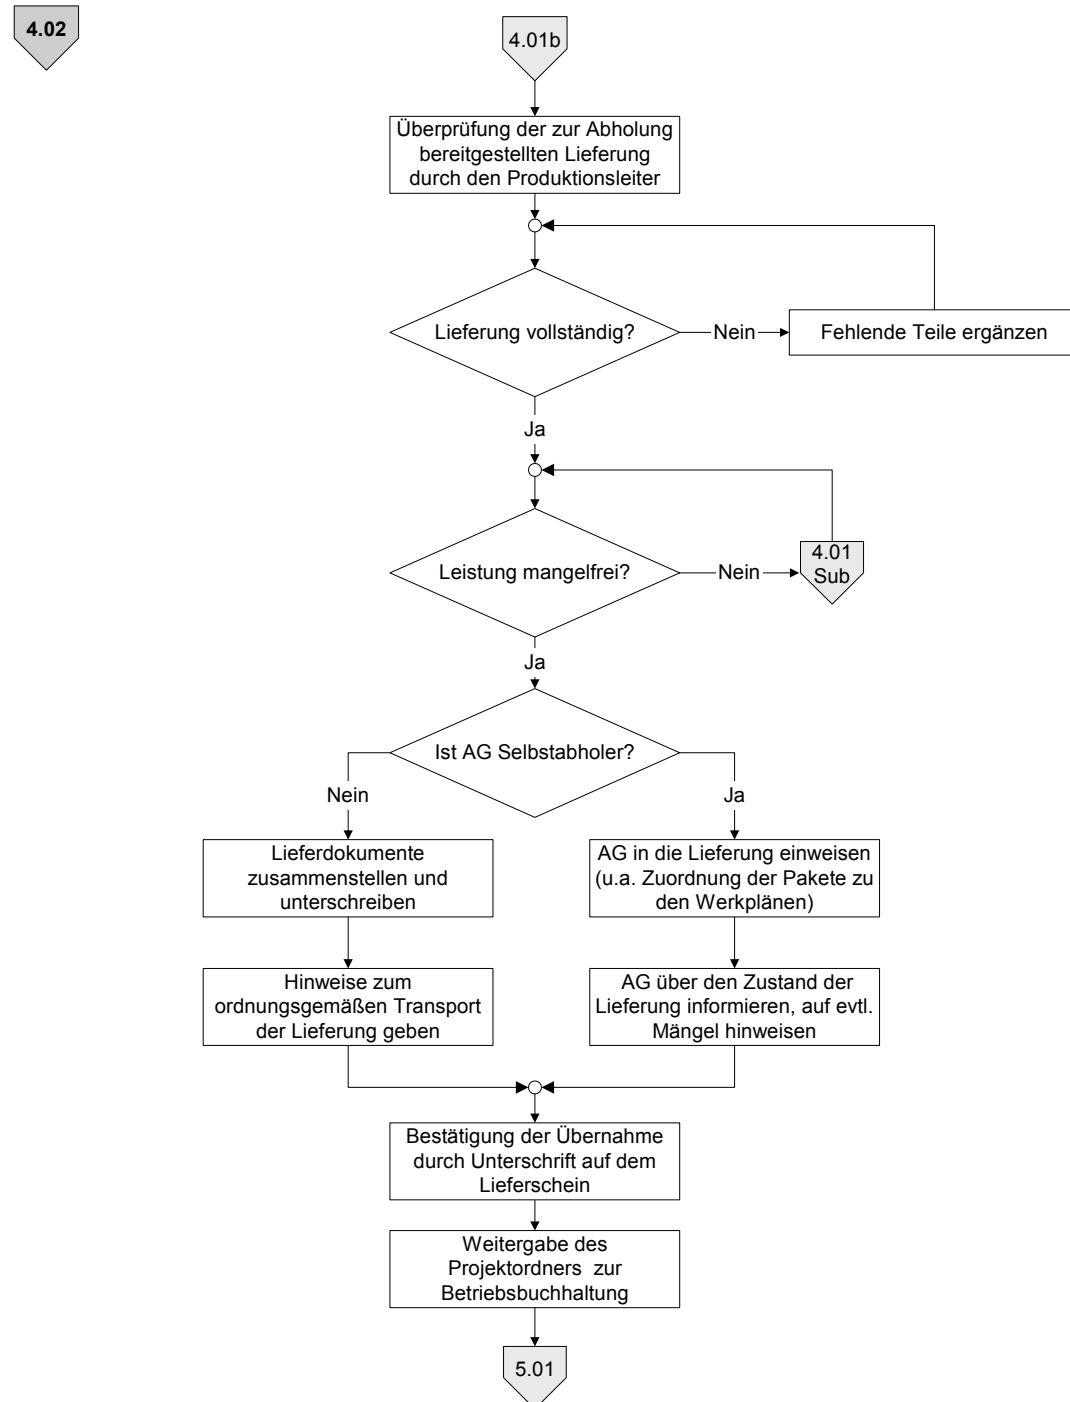 4.02
4.01b
Überprüfung der zur Abholung
bereitgestellten Lieferung
durch den Produktionsleiter
Lieferung vollständig?
Nein
Fehlende Teile ergänzen
Ja
Leistung mangelfrei?
Nein
4.01
Sub
Ja
Ist AG Selbstabholer?
Nein
Ja
Lieferdokumente
zusammenstellen und
unterschreiben
AG in die Lieferung einweisen
(u.a. Zuordnung der Pakete zu
den Werkplänen)
Hinweise zum
ordnungsgemäßen Transport
der Lieferung geben
AG über den Zustand der
Lieferung informieren, auf evtl.
Mängel hinweisen
Bestätigung der Übernahme
durch Unterschrift auf dem
Lieferschein
Weitergabe des
Projektordners zur
Betriebsbuchhaltung
5.01